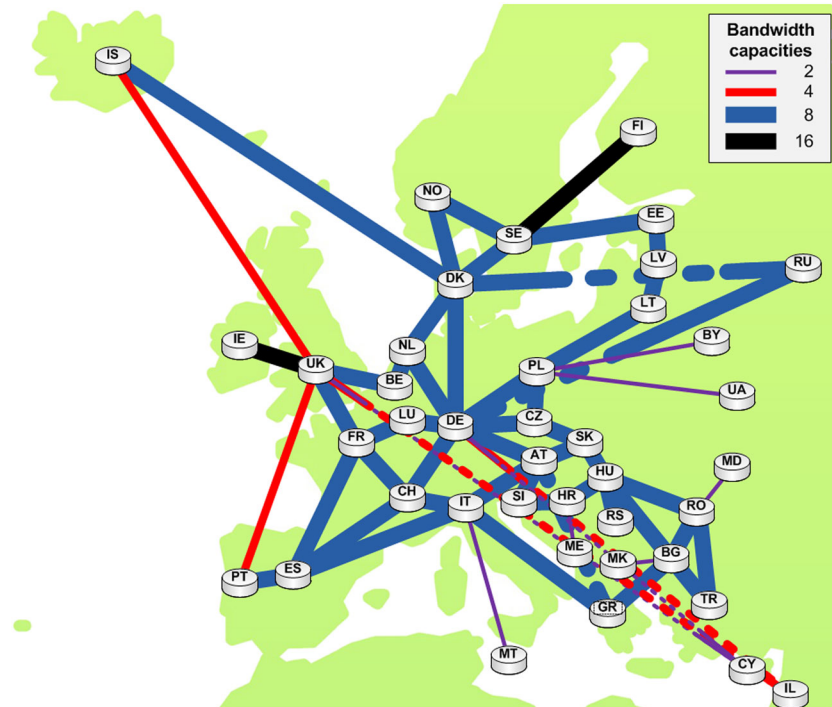 Bandwidth
capacities
2
4
8
16
IS
FI
NO
SE
EE
LV
RU
DK
LT
IE
UK
NL
BY
BE
PL
UA
LU
DE
CZ
FR
SK
AT
MD
HU
CH
IT
SI
HR
RO
RS
ME
MK
BG
PT
ES
GR
TR
MT
CY
IL